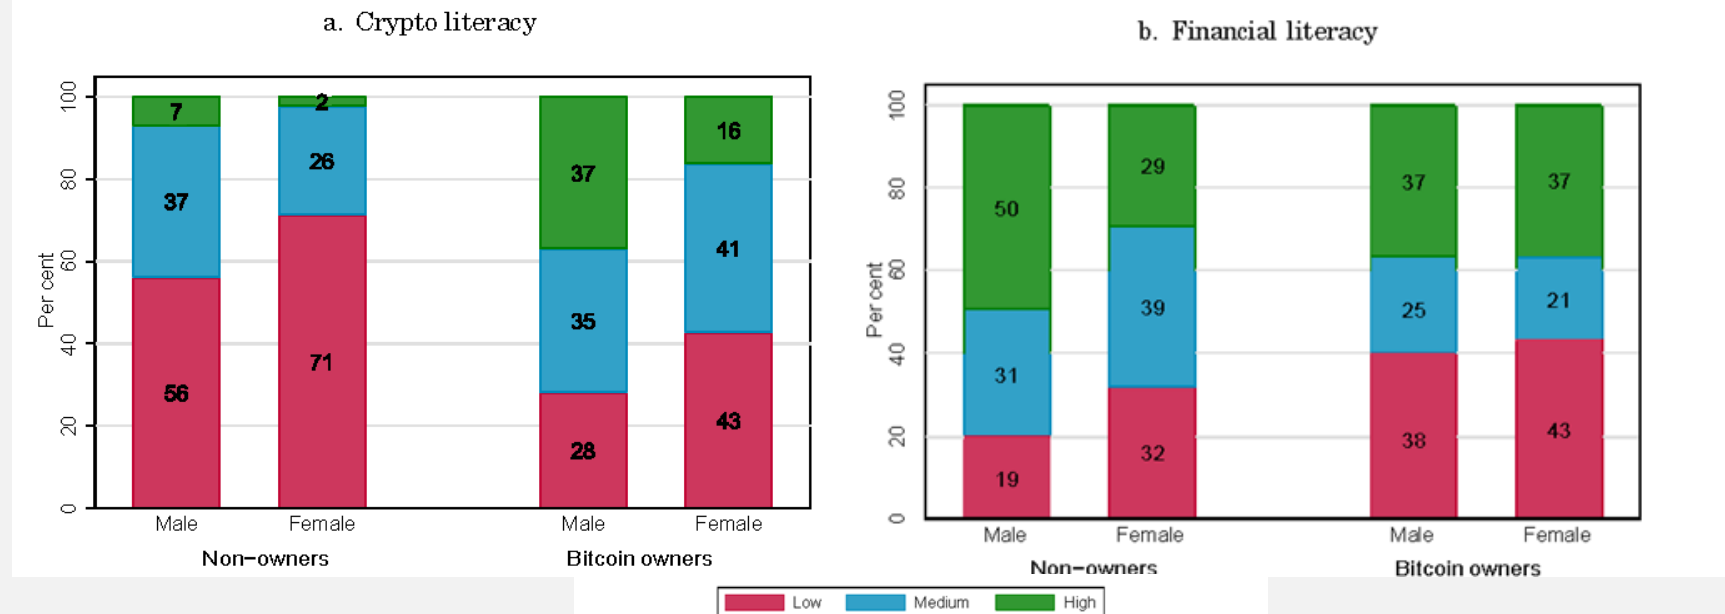 a. Crypto literacy
100
80
60
40
20
0
Per cent
7
37
56
2
26
71
37
35
28
16
41
43
Male
Female
Male
Female
Non−owners
Bitcoin owners
b. Financial literacy
100
80
60
40
20
0
Per cent
50
31
19
29
39
32
37
25
38
37
21
43
Male
Female
Male
Female
Non−owners
Bitcoin owners
Low
Medium
High